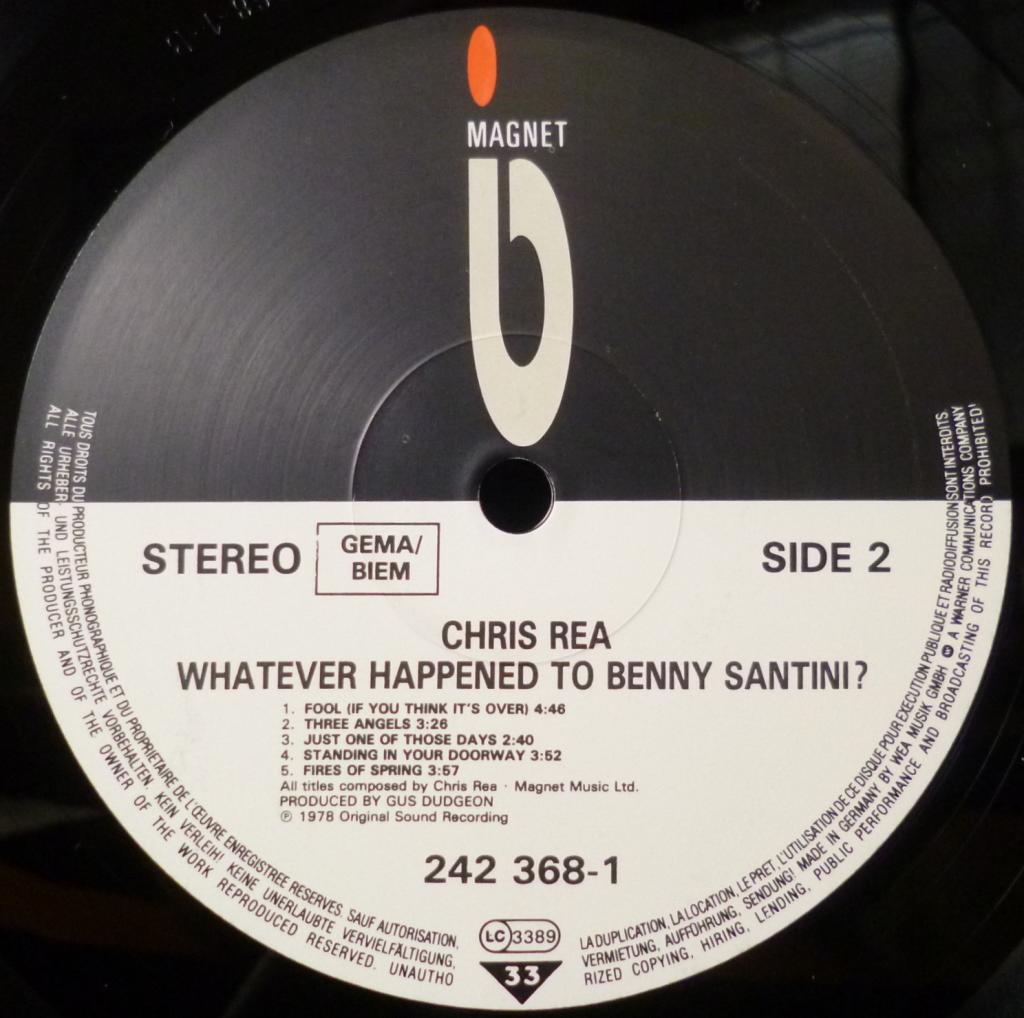 MAGNET
STEREO
GEMA/
BIEM
SIDE 2
CHRIS REA
WHATEVER HAPPENED TO BENNY SANTINI?
1. FOOL (IF YOU THINK IT'S OVER) 4:46
2. THREE ANGELS 3:26
3. JUST ONE OF THOSE DAYS 2:40
4. STANDING IN YOUR DOORWAY 3:52
5. FIRES OF SPRING 3:57
All titles composed by Chris Rea · Magnet Music Ltd.
PRODUCED BY GUS DUDGEON
℗ 1978 Original Sound Recording
242 368-1
LC 3389
33
TOUS DROITS DU PRODUCTEUR PHONOGRAPHIQUE ET DU PROPRIETAIRE DE L'ŒUVRE ENREGISTREE RESERVES. SAUF AUTORISATION, LA DUPLICATION, LA LOCATION, LE PRET, L'UTILISATION DE CE DISQUE POUR EXECUTION PUBLIQUE ET RADIODIFFUSION SONT INTERDITS.
ALLE URHEBER- UND LEISTUNGSSCHUTZRECHTE VORBEHALTEN. KEIN VERLEIH! KEINE UNERLAUBTE VERVIELFÄLTIGUNG, VERMIETUNG, AUFFÜHRUNG, SENDUNG! MADE IN GERMANY BY WEA MUSIK GMBH A WARNER COMMUNICATIONS COMPANY
ALL RIGHTS OF THE PRODUCER AND OF THE OWNER OF THE WORK REPRODUCED RESERVED. UNAUTHORIZED COPYING, HIRING, LENDING, PUBLIC PERFORMANCE AND BROADCASTING OF THIS RECORD PROHIBITED!